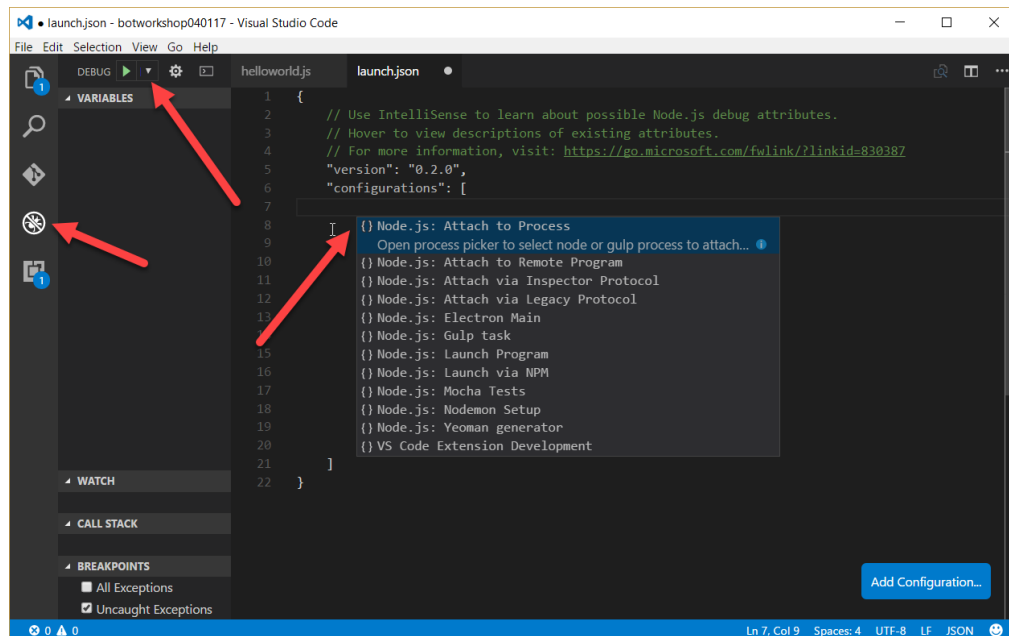 ● launch.json - botworkshop040117 - Visual Studio Code
File Edit Selection View Go Help
DEBUG
helloworld.js launch.json ●
1
1
VARIABLES
WATCH
CALL STACK
BREAKPOINTS
All Exceptions
Uncaught Exceptions
1 {
2 // Use IntelliSense to learn about possible Node.js debug attributes.
3 // Hover to view descriptions of existing attributes.
4 // For more information, visit: https://go.microsoft.com/fwlink/?linkid=830387
5 "version": "0.2.0",
6 "configurations": [
7
8 {} Node.js: Attach to Process
9 Open process picker to select node or gulp process to attach...
10 {} Node.js: Attach to Remote Program
11 {} Node.js: Attach via Inspector Protocol
12 {} Node.js: Attach via Legacy Protocol
13 {} Node.js: Electron Main
{} Node.js: Gulp task
15 {} Node.js: Launch Program
16 {} Node.js: Launch via NPM
17 {} Node.js: Mocha Tests
18 {} Node.js: Nodemon Setup
19 {} Node.js: Yeoman generator
20 {} VS Code Extension Development
21 ]
22 }
Add Configuration...
0 0 Ln 7, Col 9 Spaces: 4 UTF-8 LF JSON